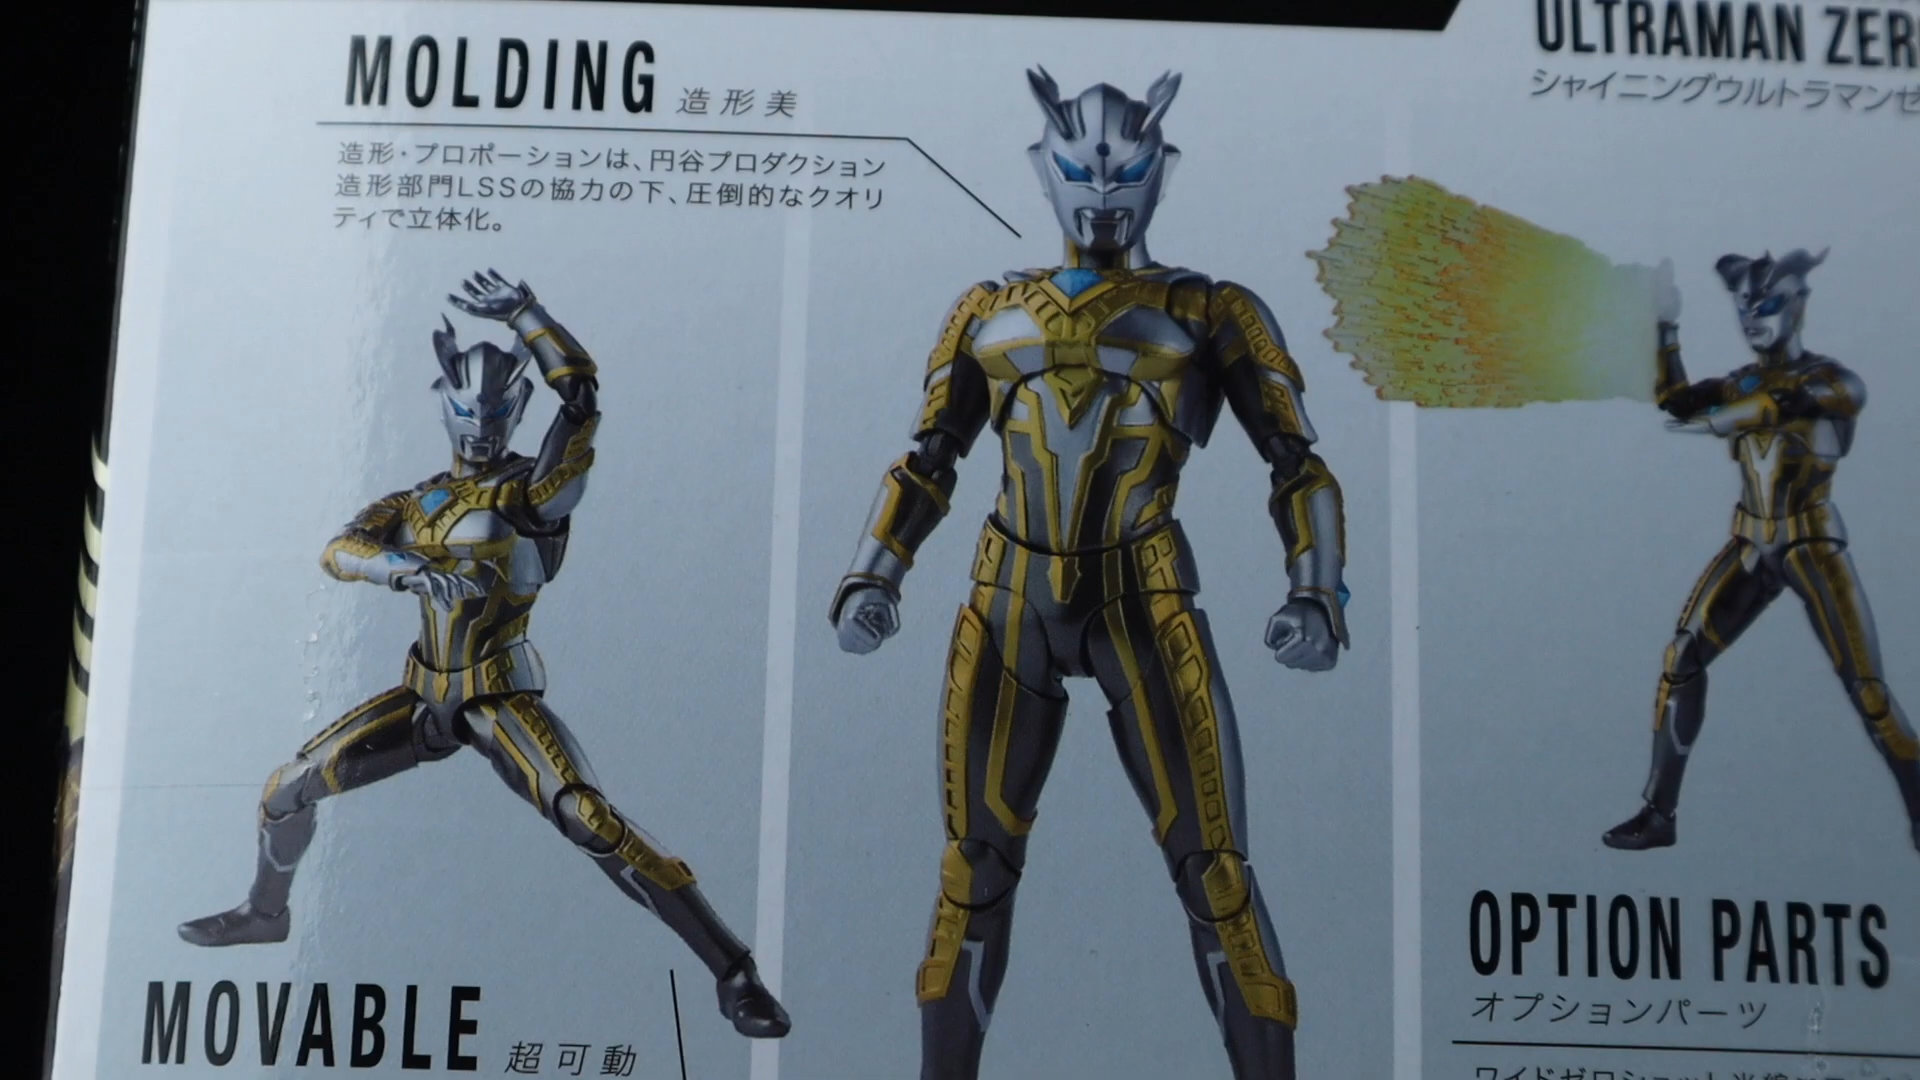 MOLDING 造形美
造形・プロポーションは、円谷プロダクション
造形部門LSSの協力の下、圧倒的なクオリ
ティで立体化。
ULTRAMAN
シャイニングウルトラマンゼ
MOVABLE 超可動
OPTION PARTS
オプションパーツ